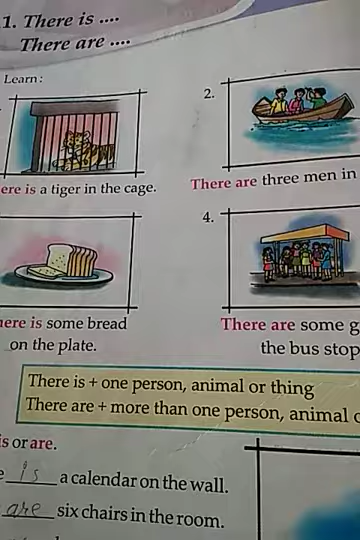 1. There is ....
There are ....
Learn:
2.
ere is a tiger in the cage.
There are three men in
4.
here is some bread
on the plate.
There are some g
the bus stop
There is + one person, animal or thing
There are + more than one person, animal o
is or are.
e is a calendar on the wall.
are six chairs in the room.